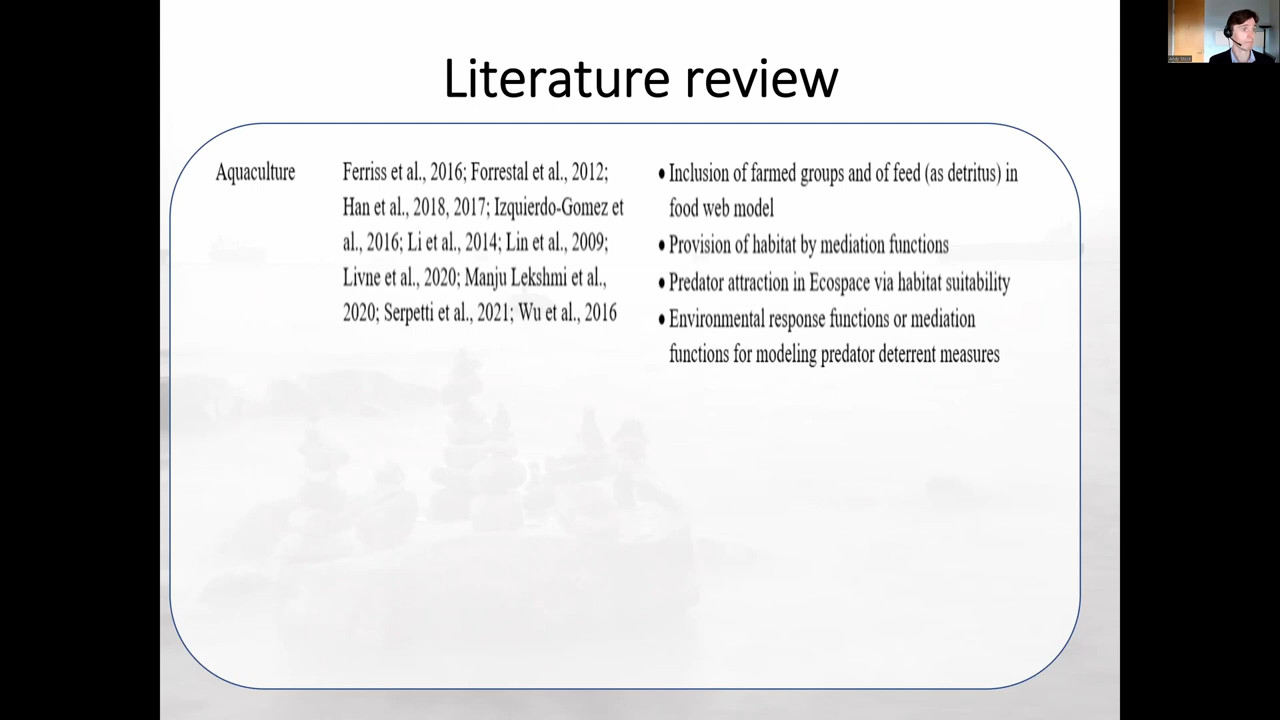 Literature review
Aquaculture
Ferriss et al., 2016; Forrestal et al., 2012;
Han et al., 2018, 2017; Izquierdo-Gomez et
al., 2016; Li et al., 2014; Lin et al., 2009;
Livne et al., 2020; Manju Lekshmi et al.,
2020; Serpetti et al., 2021; Wu et al., 2016
• Inclusion of farmed groups and of feed (as detritus) in
food web model
• Provision of habitat by mediation functions
• Predator attraction in Ecospace via habitat suitability
• Environmental response functions or mediation
functions for modeling predator deterrent measures